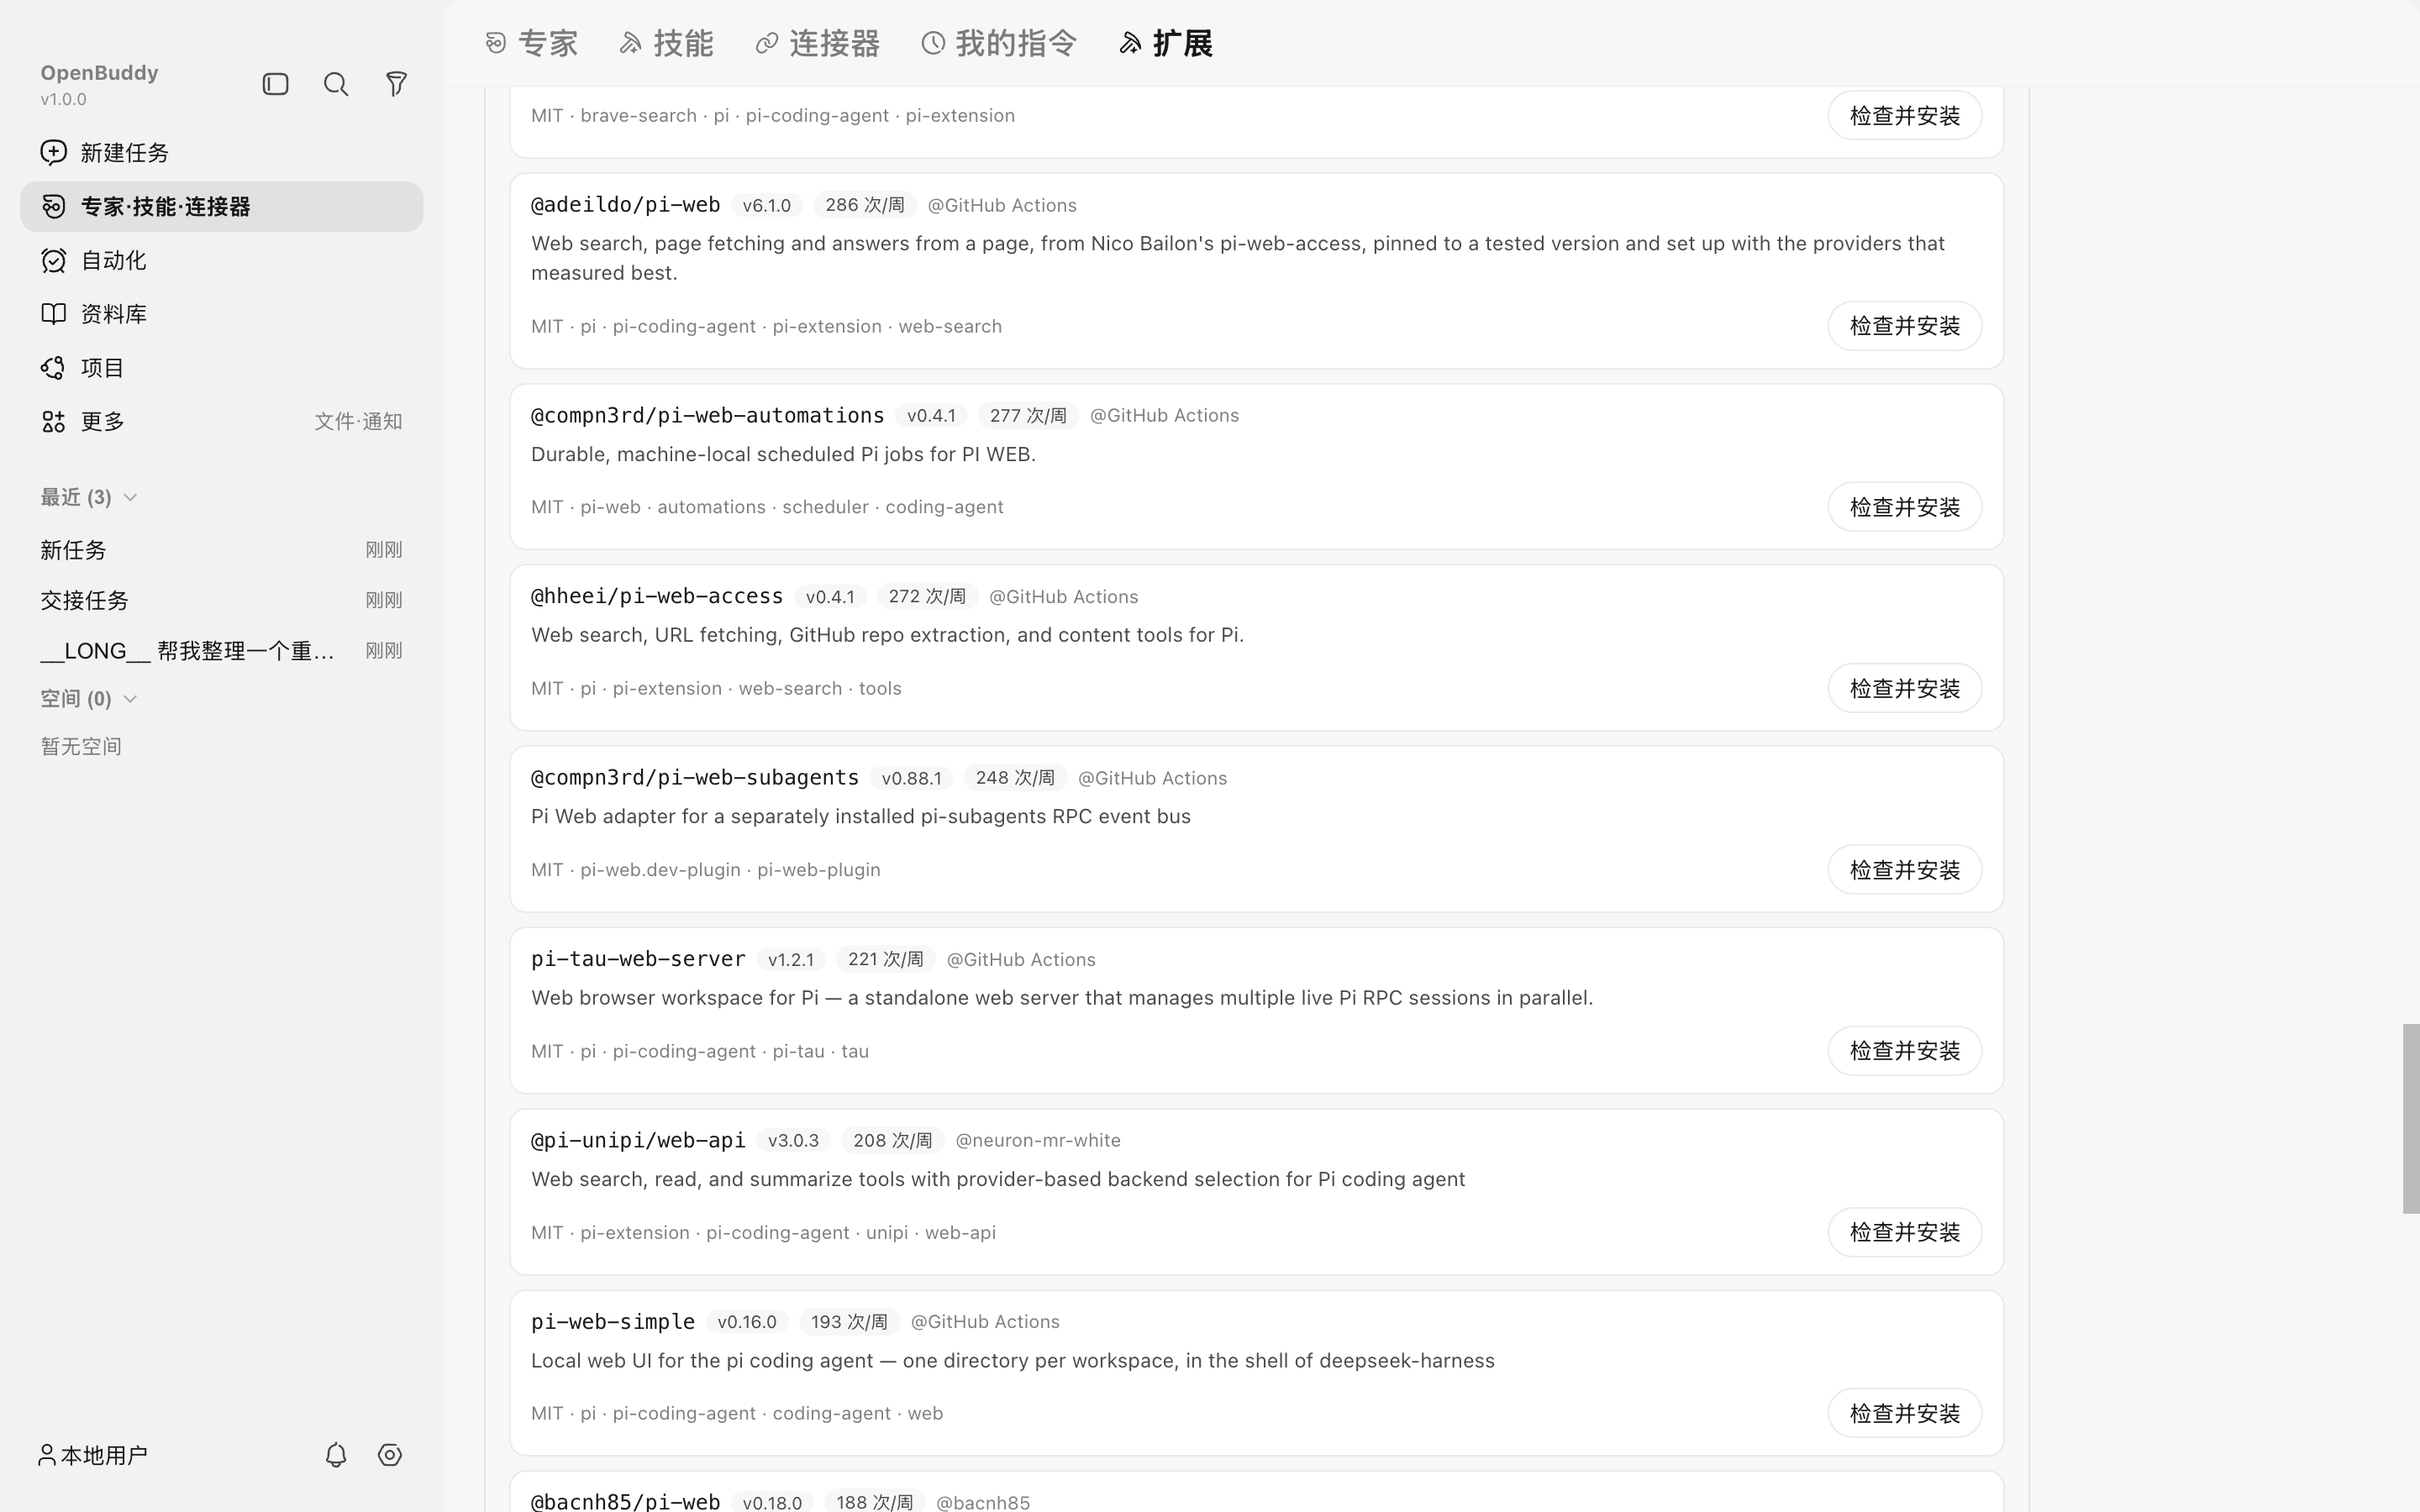 OpenBuddy
v1.0.0
新建任务
专家·技能·连接器
自动化
资料库
项目
更多 文件·通知
最近 (3)
新任务 刚刚
交接任务 刚刚
__LONG__ 帮我整理一个重… 刚刚
空间 (0)
暂无空间
本地用户
专家 技能 连接器 我的指令 扩展
MIT · brave-search · pi · pi-coding-agent · pi-extension 检查并安装
@adeildo/pi-web v6.1.0 286 次/周 @GitHub Actions
Web search, page fetching and answers from a page, from Nico Bailon's pi-web-access, pinned to a tested version and set up with the providers that
measured best.
MIT · pi · pi-coding-agent · pi-extension · web-search 检查并安装
@compn3rd/pi-web-automations v0.4.1 277 次/周 @GitHub Actions
Durable, machine-local scheduled Pi jobs for PI WEB.
MIT · pi-web · automations · scheduler · coding-agent 检查并安装
@hheei/pi-web-access v0.4.1 272 次/周 @GitHub Actions
Web search, URL fetching, GitHub repo extraction, and content tools for Pi.
MIT · pi · pi-extension · web-search · tools 检查并安装
@compn3rd/pi-web-subagents v0.88.1 248 次/周 @GitHub Actions
Pi Web adapter for a separately installed pi-subagents RPC event bus
MIT · pi-web.dev-plugin · pi-web-plugin 检查并安装
pi-tau-web-server v1.2.1 221 次/周 @GitHub Actions
Web browser workspace for Pi — a standalone web server that manages multiple live Pi RPC sessions in parallel.
MIT · pi · pi-coding-agent · pi-tau · tau 检查并安装
@pi-unipi/web-api v3.0.3 208 次/周 @neuron-mr-white
Web search, read, and summarize tools with provider-based backend selection for Pi coding agent
MIT · pi-extension · pi-coding-agent · unipi · web-api 检查并安装
pi-web-simple v0.16.0 193 次/周 @GitHub Actions
Local web UI for the pi coding agent — one directory per workspace, in the shell of deepseek-harness
MIT · pi · pi-coding-agent · coding-agent · web 检查并安装
@bacnh85/pi-web v0.18.0 188 次/周 @bacnh85